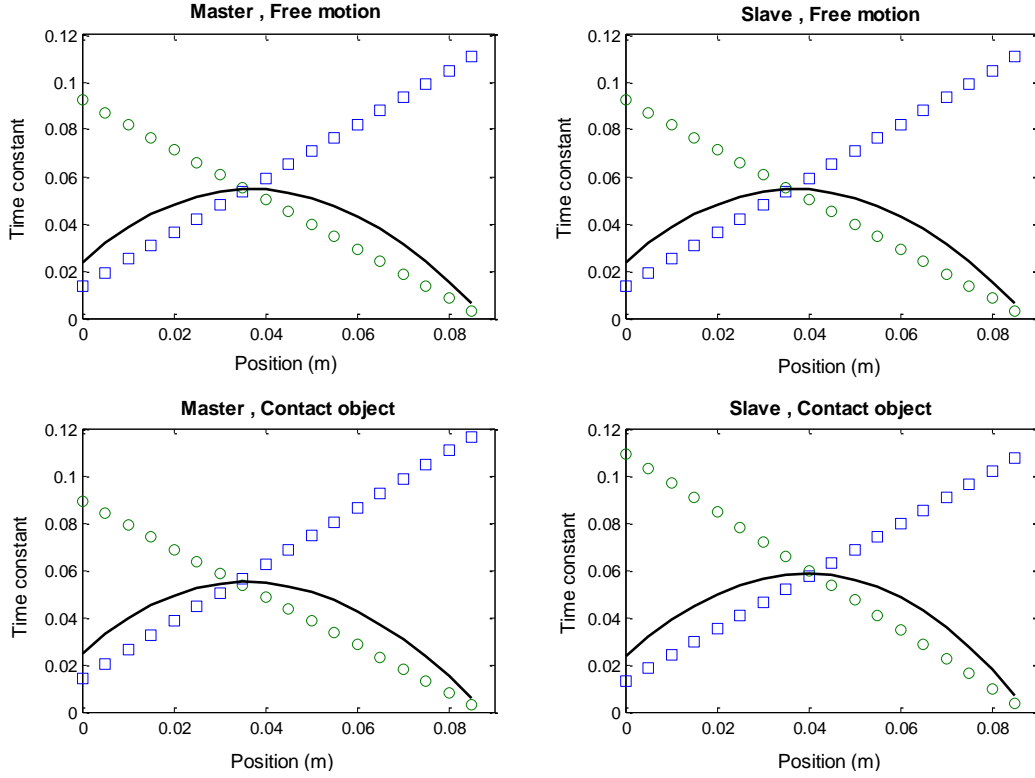 Master , Free motion
0.12
0.1
0.08
0.06
0.04
0.02
0
Time constant
0 0.02 0.04 0.06 0.08
Position (m)
Slave , Free motion
0.12
0.1
0.08
0.06
0.04
0.02
0
Time constant
0 0.02 0.04 0.06 0.08
Position (m)
Master , Contact object
0.12
0.1
0.08
0.06
0.04
0.02
0
Time constant
0 0.02 0.04 0.06 0.08
Position (m)
Slave , Contact object
0.12
0.1
0.08
0.06
0.04
0.02
0
Time constant
0 0.02 0.04 0.06 0.08
Position (m)